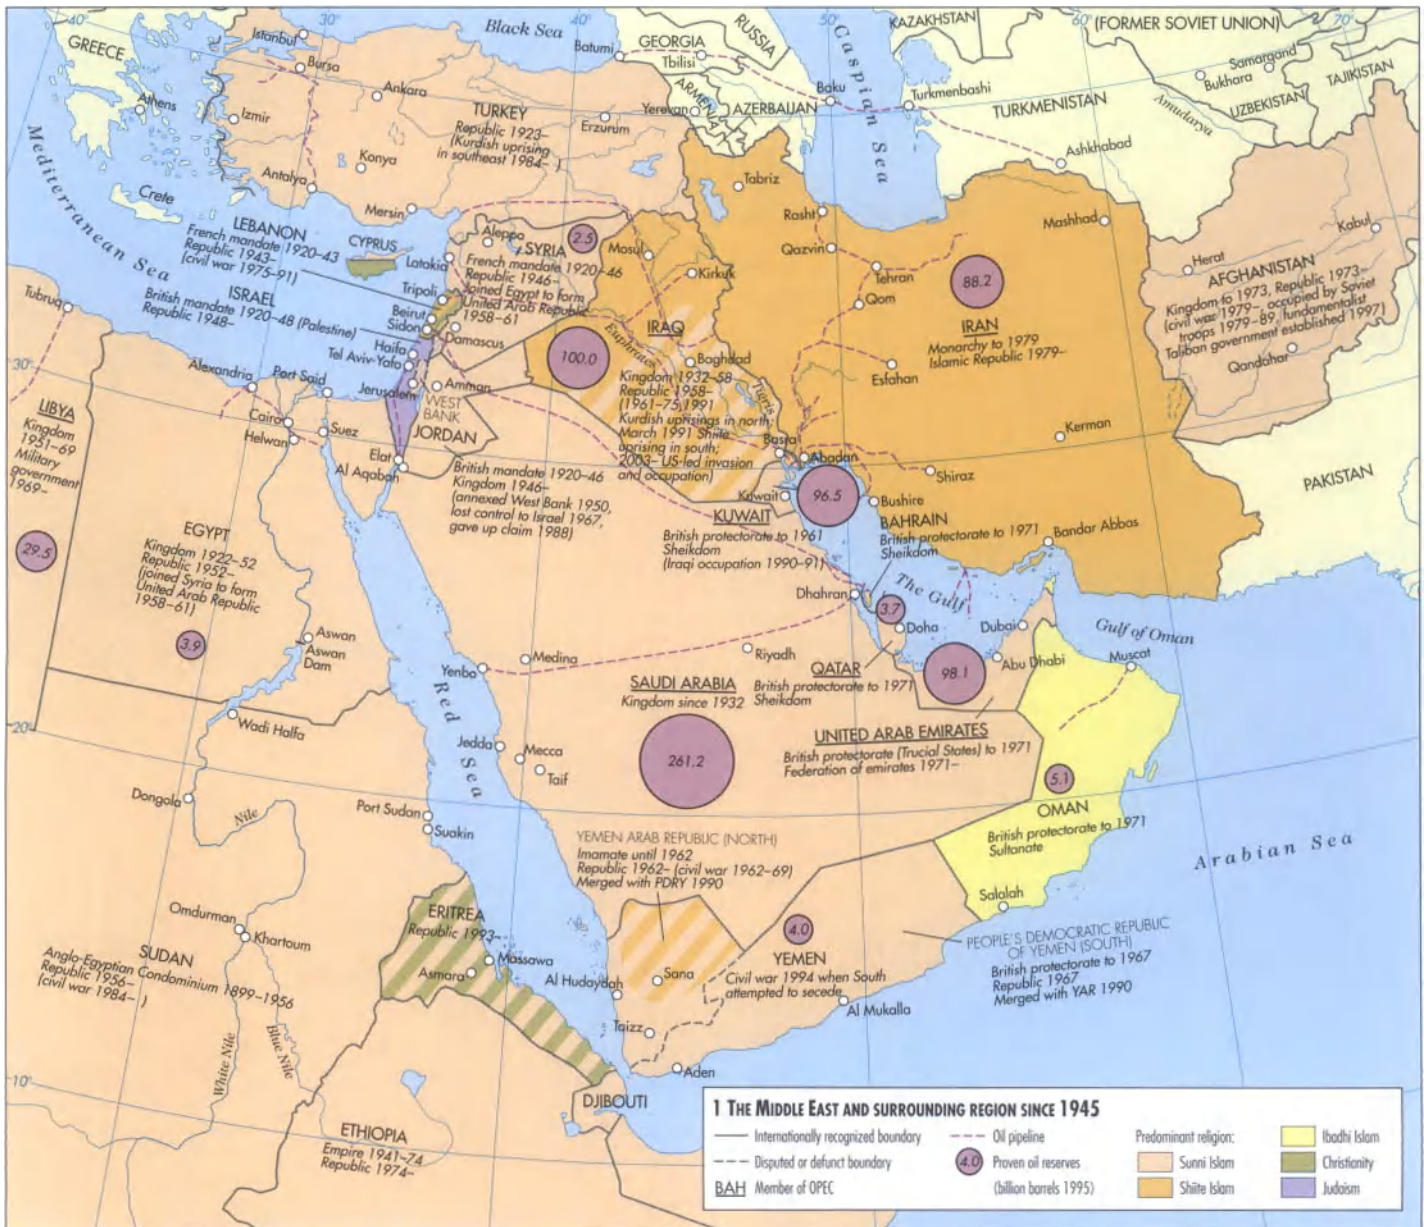 40°
30°
Black Sea
40°
50°
60°
70°
GREECE
Istanbul
Bursa
Athens
Izmir
Ankara
TURKEY
Republic 1923–
(Kurdish uprising
in southeast 1984– )
Erzurum
Konya
Antalya
Mersin
Batumi
GEORGIA
Tbilisi
RUSSIA
ARMENIA
Yerevan
AZERBAIJAN
Baku
Caspian Sea
KAZAKHSTAN
(FORMER SOVIET UNION)
Turkmenbashi
TURKMENISTAN
Ashkhabad
Amudarya
Samarqand
Bukhara
UZBEKISTAN
TAJIKISTAN
Mediterranean Sea
Crete
LEBANON
French mandate 1920–43
Republic 1943–
(civil war 1975-91)
CYPRUS
ISRAEL
British mandate 1920–48 (Palestine)
Republic 1948–
Aleppo
Latakia
SYRIA
2.5
French mandate 1920–46
Republic 1946–
joined Egypt to form
United Arab Republic
1958–61
Tripoli
Beirut
Sidon
Damascus
Haifa
Tel Aviv-Yafo
Jerusalem
Amman
WEST
BANK
JORDAN
British mandate 1920–46
Kingdom 1946–
(annexed West Bank 1950,
lost control to Israel 1967,
gave up claim 1988)
Elat
Al Aqabah
Mosul
Kirkuk
IRAQ
100.0
Euphrates
Baghdad
Tigris
Kingdom 1932–58
Republic 1958–
(1961–75,1991
Kurdish uprisings in north;
March 1991 Shiite
uprising in south;
2003– US-led invasion
and occupation)
Basra
Abadan
Tabriz
Rasht
Qazvin
Tehran
Qom
Mashhad
88.2
IRAN
Monarchy to 1979
Islamic Republic 1979–
Esfahan
Kerman
Shiraz
Bushire
Bandar Abbas
Herat
Kabul
AFGHANISTAN
Kingdom to 1973, Republic 1973–
(civil war 1979–, occupied by Soviet
troops 1979–89, fundamentalist
Taliban government established 1997)
Qandahar
PAKISTAN
Tubruq
30°
LIBYA
Kingdom
1951–69
Military
government
1969–
29.5
Alexandria
Port Said
Cairo
Helwan
Suez
EGYPT
Kingdom 1922–52
Republic 1952–
(joined Syria to form
United Arab Republic
1958–61)
3.9
Aswan
Aswan
Dam
Kuwait
96.5
KUWAIT
British protectorate to 1961
Sheikdom
(Iraqi occupation 1990–91)
BAHRAIN
British protectorate to 1971
Sheikdom
The Gulf
Dhahran
3.7
Doha
Dubai
Abu Dhabi
98.1
Gulf of Oman
Muscat
QATAR
British protectorate to 1971
Sheikdom
UNITED ARAB EMIRATES
British protectorate (Trucial States) to 1971
Federation of emirates 1971–
Yenbo
Medina
Riyadh
SAUDI ARABIA
Kingdom since 1932
261.2
Red Sea
Jedda
Mecca
Taif
5.1
OMAN
British protectorate to 1971
Sultanate
Salalah
Arabian Sea
20°
Wadi Halfa
Dongola
Nile
Port Sudan
Suakin
Omdurman
Khartoum
SUDAN
Anglo-Egyptian Condominium 1899–1956
Republic 1956–
(civil war 1984– )
White Nile
Blue Nile
ERITREA
Republic 1993–
Massawa
Asmara
YEMEN ARAB REPUBLIC (NORTH)
Imamate until 1962
Republic 1962– (civil war 1962–69)
Merged with PDRY 1990
Sana
Al Hudaydah
Taizz
Aden
4.0
YEMEN
Civil war 1994 when South
attempted to secede
Al Mukalla
PEOPLE'S DEMOCRATIC REPUBLIC
OF YEMEN (SOUTH)
British protectorate to 1967
Republic 1967
Merged with YAR 1990
10°
DJIBOUTI
ETHIOPIA
Empire 1941–74
Republic 1974–
1 THE MIDDLE EAST AND SURROUNDING REGION SINCE 1945
Internationally recognized boundary
Disputed or defunct boundary
BAH Member of OPEC
Oil pipeline
4.0 Proven oil reserves
(billion barrels 1995)
Predominant religion:
Sunni Islam
Shiite Islam
Ibadhi Islam
Christianity
Judaism